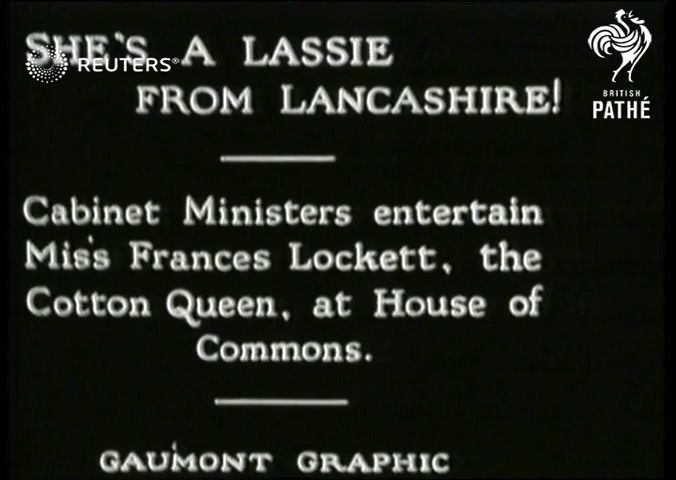 SHE'S A LASSIE
REUTERS®
FROM LANCASHIRE!
BRITISH
PATHÉ
Cabinet Ministers entertain
Miss Frances Lockett, the
Cotton Queen, at House of
Commons.
GAUMONT GRAPHIC